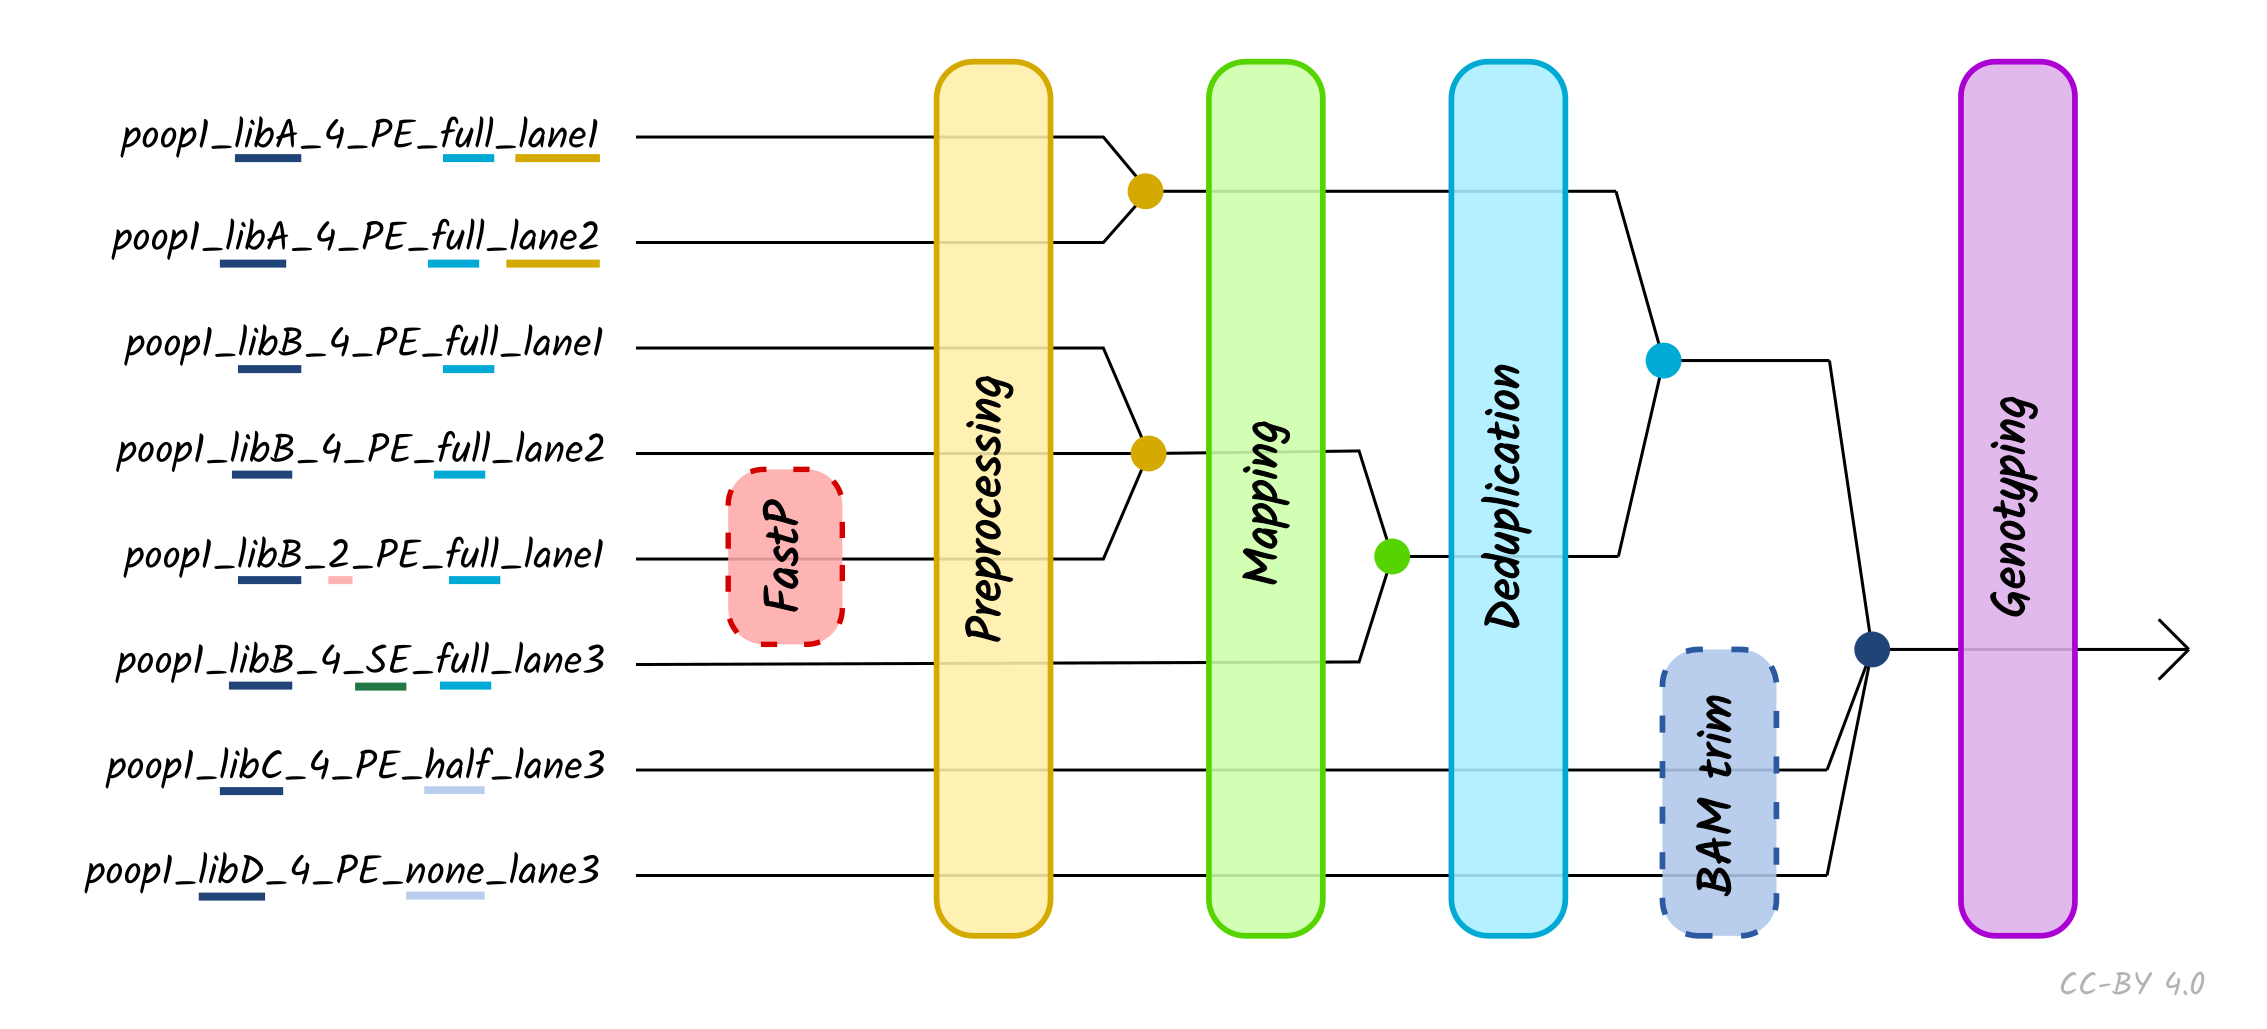 poop1_libA_4_PE_full_lane1
poop1_libA_4_PE_full_lane2
poop1_libB_4_PE_full_lane1
poop1_libB_4_PE_full_lane2
poop1_libB_2_PE_full_lane1
poop1_libB_4_SE_full_lane3
poop1_libC_4_PE_half_lane3
poop1_libD_4_PE_none_lane3
FastP
Preprocessing
Mapping
Deduplication
BAM trim
Genotyping
CC-BY 4.0